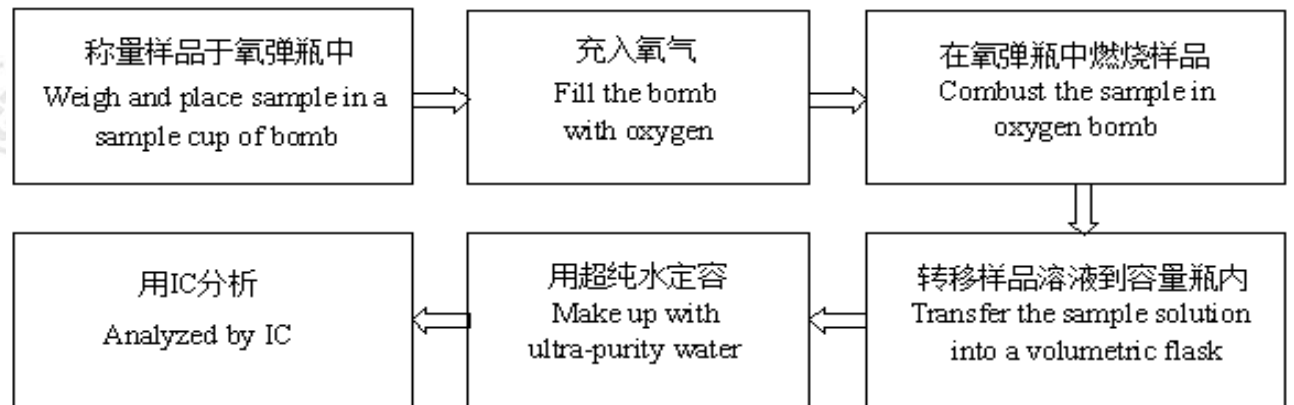 称量样品于氧弹瓶中
Weigh and place sample in a
sample cup of bomb
充入氧气
Fill the bomb
with oxygen
在氧弹瓶中燃烧样品
Combust the sample in
oxygen bomb
转移样品溶液到容量瓶内
Transfer the sample solution
into a volumetric flask
用超纯水定容
Make up with
ultra-purity water
用IC分析
Analyzed by IC